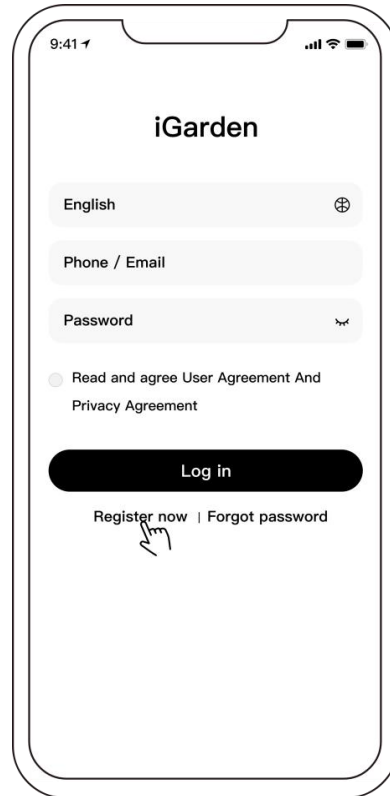 9:41
iGarden
English
Phone / Email
Password
Read and agree User Agreement And
Privacy Agreement
Log in
Register now | Forgot password